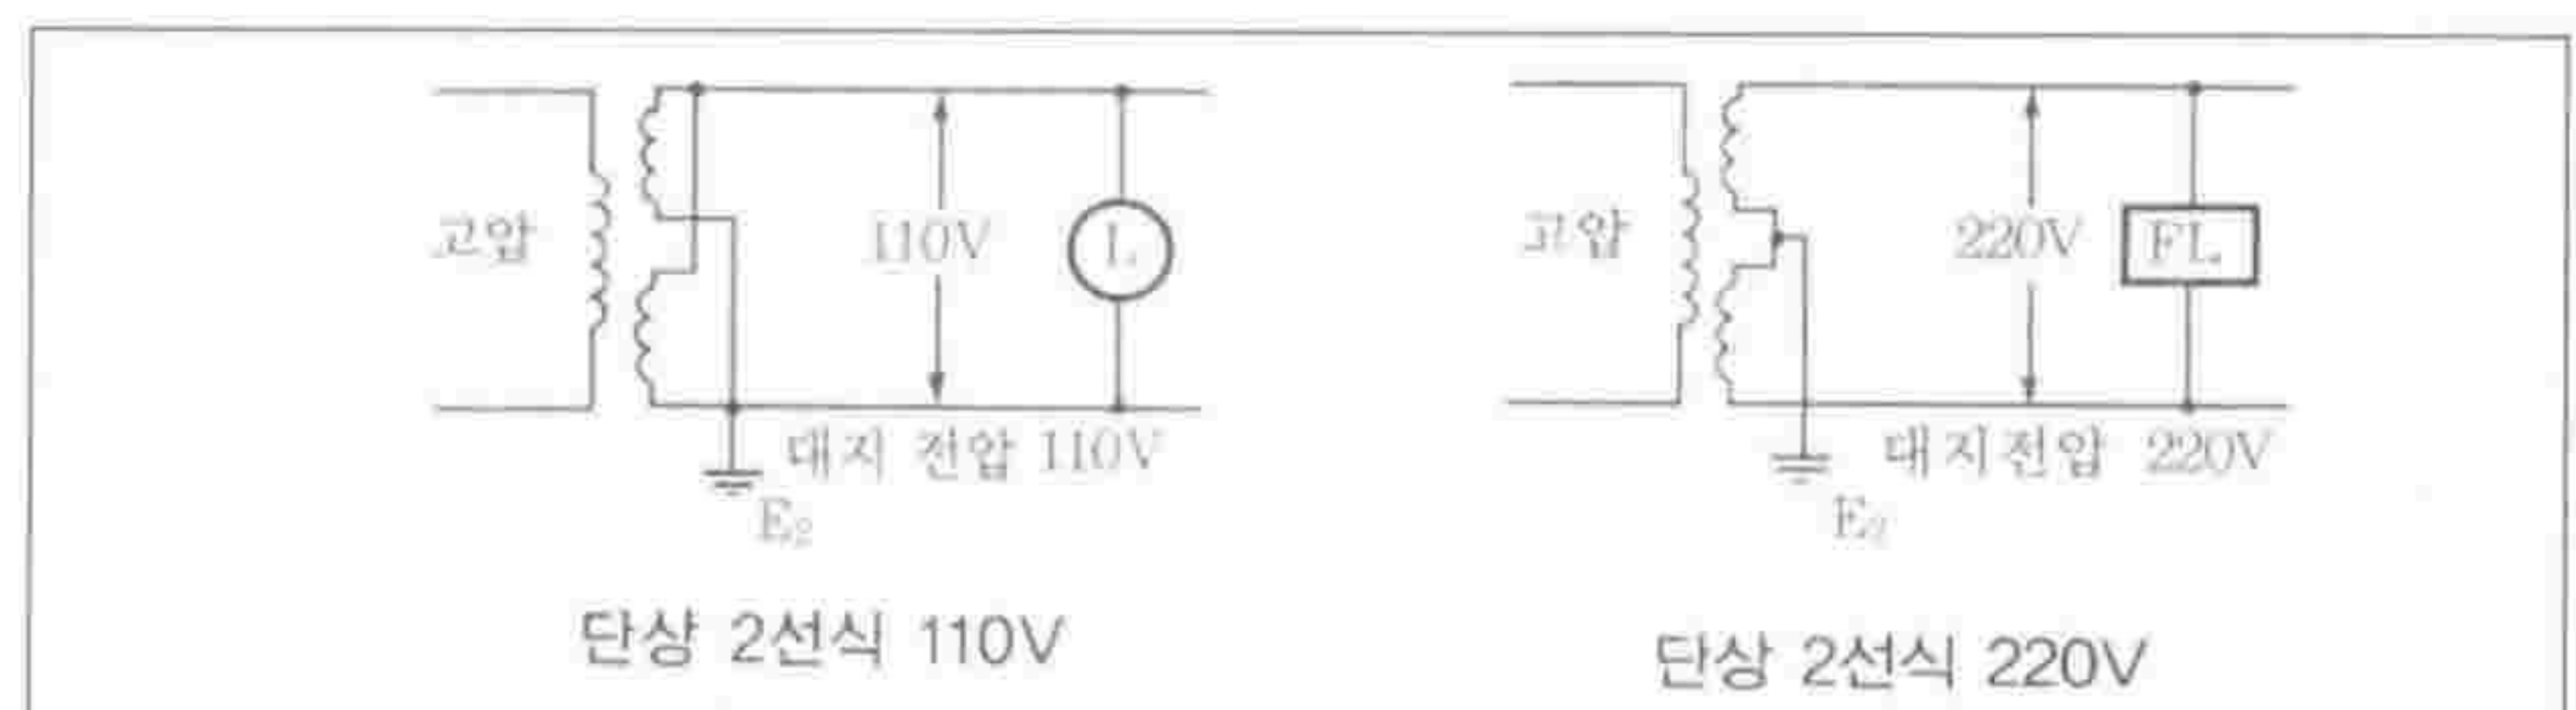 고압
110V
L
대지 전압 110V
E₂
단상 2선식 110V
고압
220V
FL
대지전압 220V
E₂
단상 2선식 220V